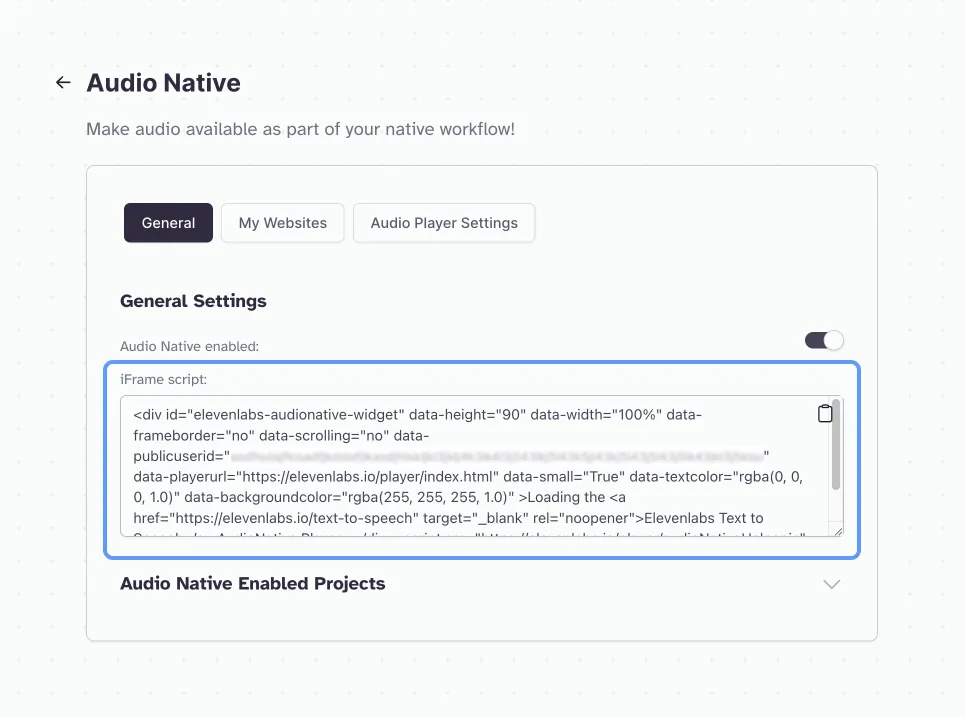 Audio Native
Make audio available as part of your native workflow!
General
My Websites
Audio Player Settings
General Settings
Audio Native enabled:
iFrame script:
<div id="elevenlabs-audionative-widget" data-height="90" data-width="100%" data-
frameborder="no" data-scrolling="no" data-
publicuserid=" "
data-playerurl="https://elevenlabs.io/player/index.html" data-small="True" data-textcolor="rgba(0, 0,
0, 1.0)" data-backgroundcolor="rgba(255, 255, 255, 1.0)" >Loading the <a
href="https://elevenlabs.io/text-to-speech" target="_blank" rel="noopener">Elevenlabs Text to
Audio Native Enabled Projects